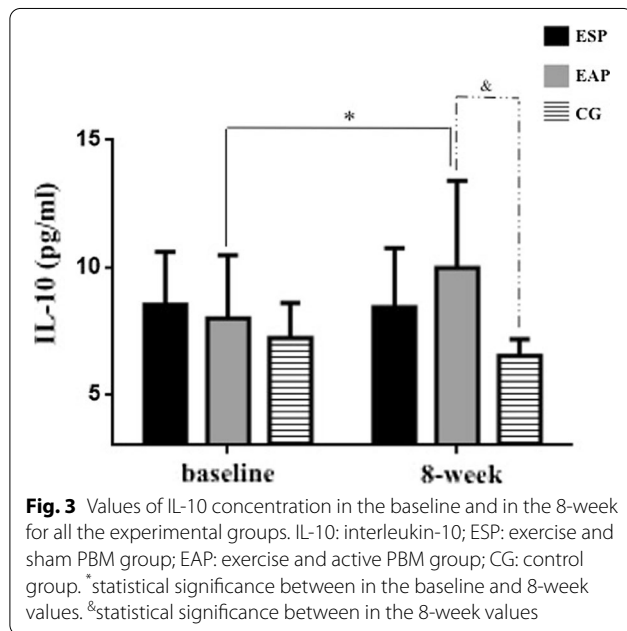 ESP
EAP
CG
&
*
15
10
5
IL-10 (pg/ml)
baseline
8-week
Fig. 3 Values of IL-10 concentration in the baseline and in the 8-week
for all the experimental groups. IL-10: interleukin-10; ESP: exercise and
sham PBM group; EAP: exercise and active PBM group; CG: control
group. *statistical significance between in the baseline and 8-week
values. &statistical significance between in the 8-week values